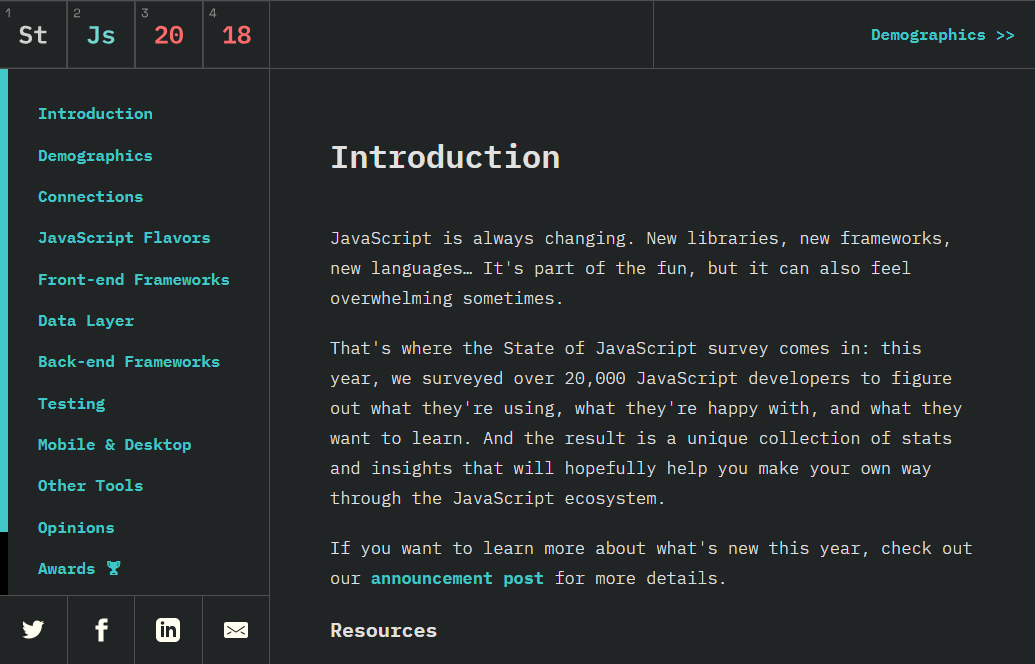 1 2 3 4
St Js 20 18
Demographics >>
Introduction
Demographics
Connections
JavaScript Flavors
Front-end Frameworks
Data Layer
Back-end Frameworks
Testing
Mobile & Desktop
Other Tools
Opinions
Awards
Introduction
JavaScript is always changing. New libraries, new frameworks,
new languages… It's part of the fun, but it can also feel
overwhelming sometimes.
That's where the State of JavaScript survey comes in: this
year, we surveyed over 20,000 JavaScript developers to figure
out what they're using, what they're happy with, and what they
want to learn. And the result is a unique collection of stats
and insights that will hopefully help you make your own way
through the JavaScript ecosystem.
If you want to learn more about what's new this year, check out
our announcement post for more details.
Resources